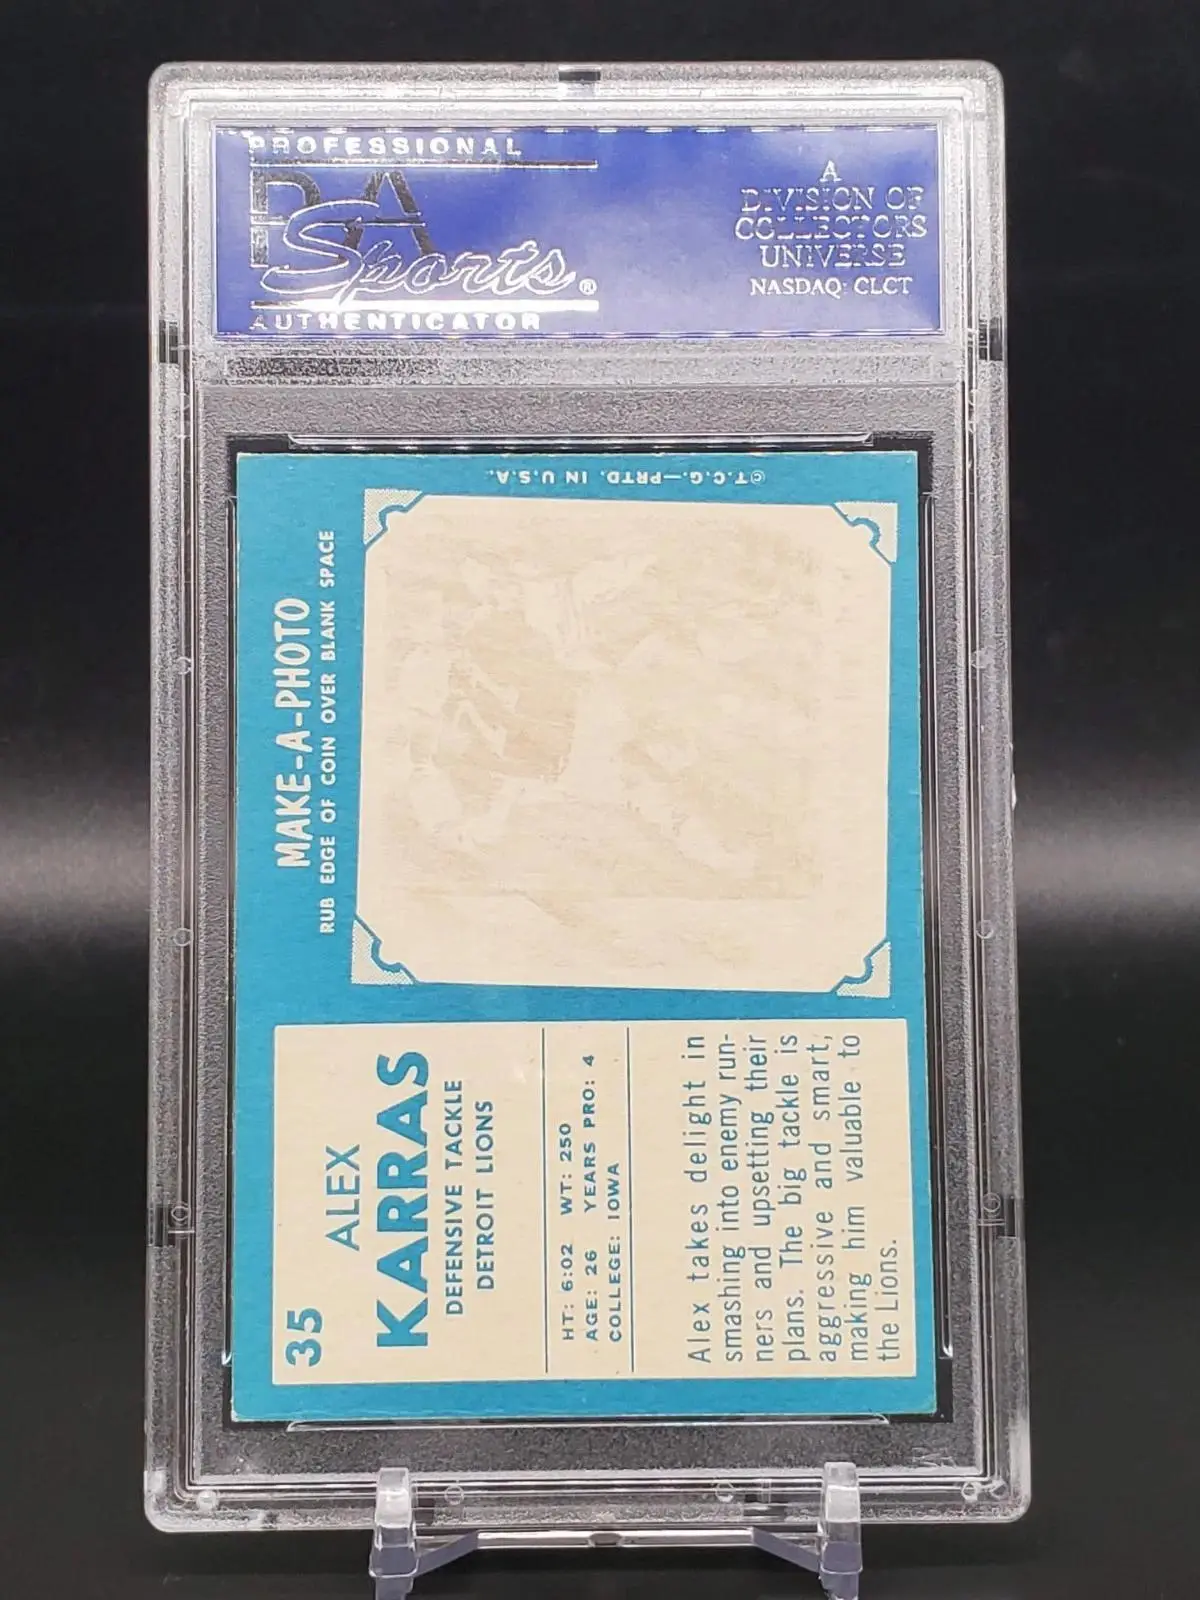 PROFESSIONAL
PSA
Sports®
AUTHENTICATOR
A
DIVISION OF
COLLECTORS
UNIVERSE
NASDAQ: CLCT
35
ALEX
KARRAS
DEFENSIVE TACKLE
DETROIT LIONS
HT: 6:02 WT: 250
AGE: 26 YEARS PRO: 4
COLLEGE: IOWA
Alex takes delight in
smashing into enemy run-
ners and upsetting their
plans. The big tackle is
aggressive and smart,
making him valuable to
the Lions.
MAKE-A-PHOTO
RUB EDGE OF COIN OVER BLANK SPACE
©T.C.G.—PRTD. IN U.S.A.